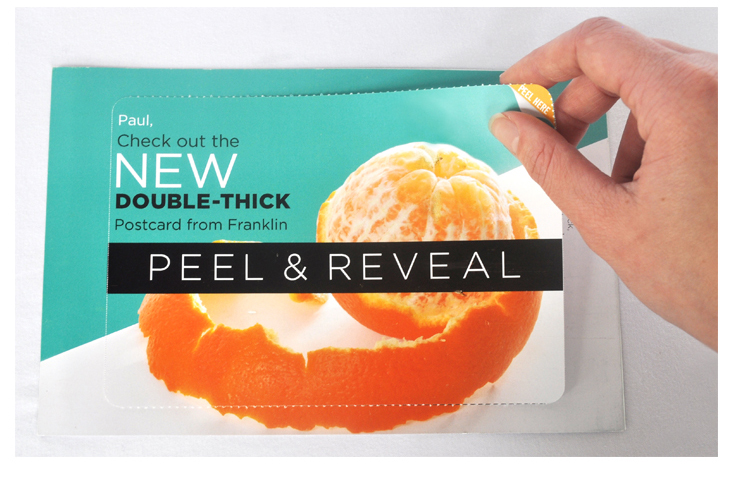 PEEL HERE
Paul,
Check out the
NEW
DOUBLE-THICK
Postcard from Franklin
PEEL & REVEAL